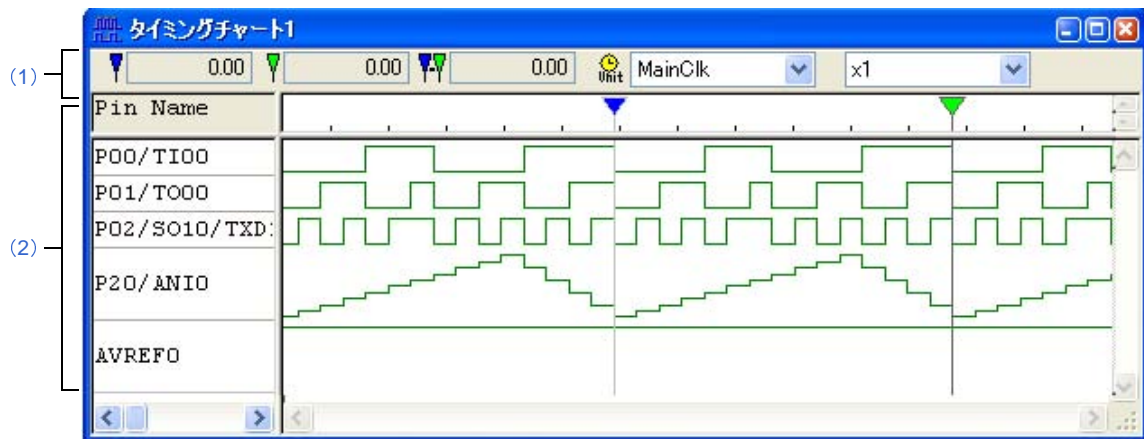 タイミングチャート1
(1)
0.00 0.00 0.00 Unit MainClk x1
Pin Name
(2)
P00/TI00
P01/TO00
P02/SO10/TXD1
P20/ANI0
AVREF0